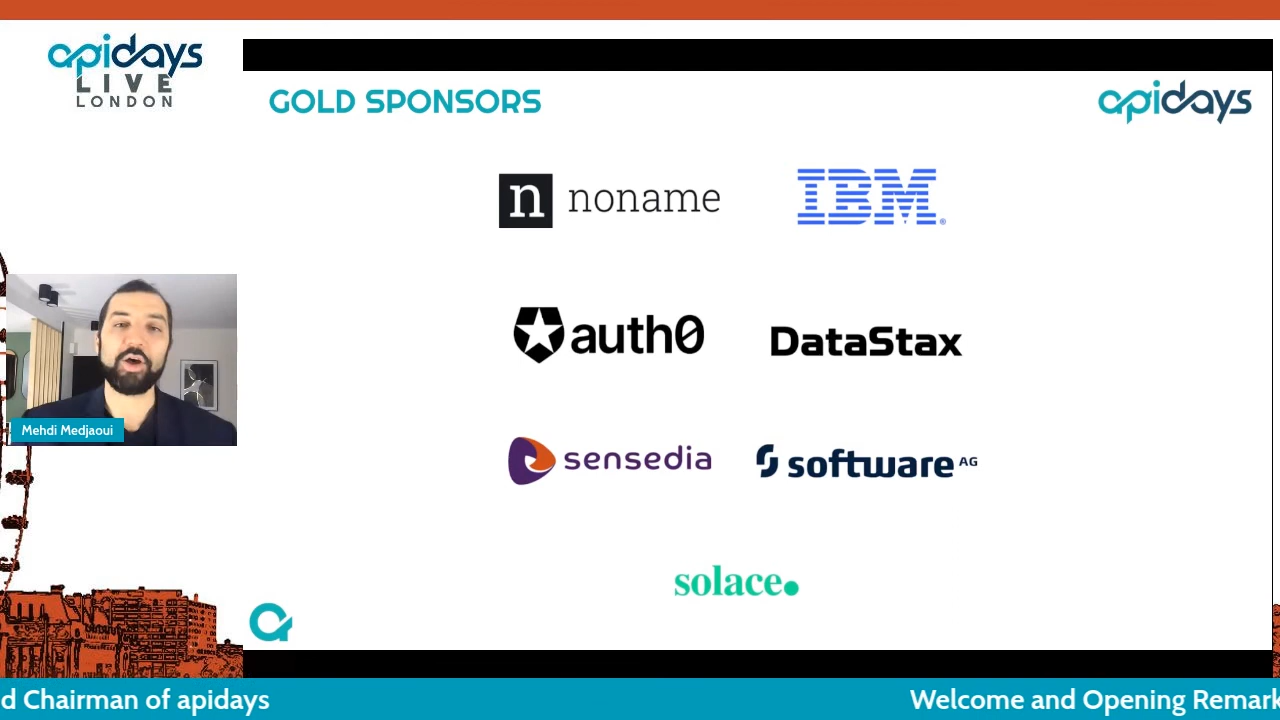 apidays
LIVE
LONDON
GOLD SPONSORS
apidays
n noname
IBM®
auth0
DataStax
sensedia
software AG
solace.
Mehdi Medjaoui
d Chairman of apidays
Welcome and Opening Remark